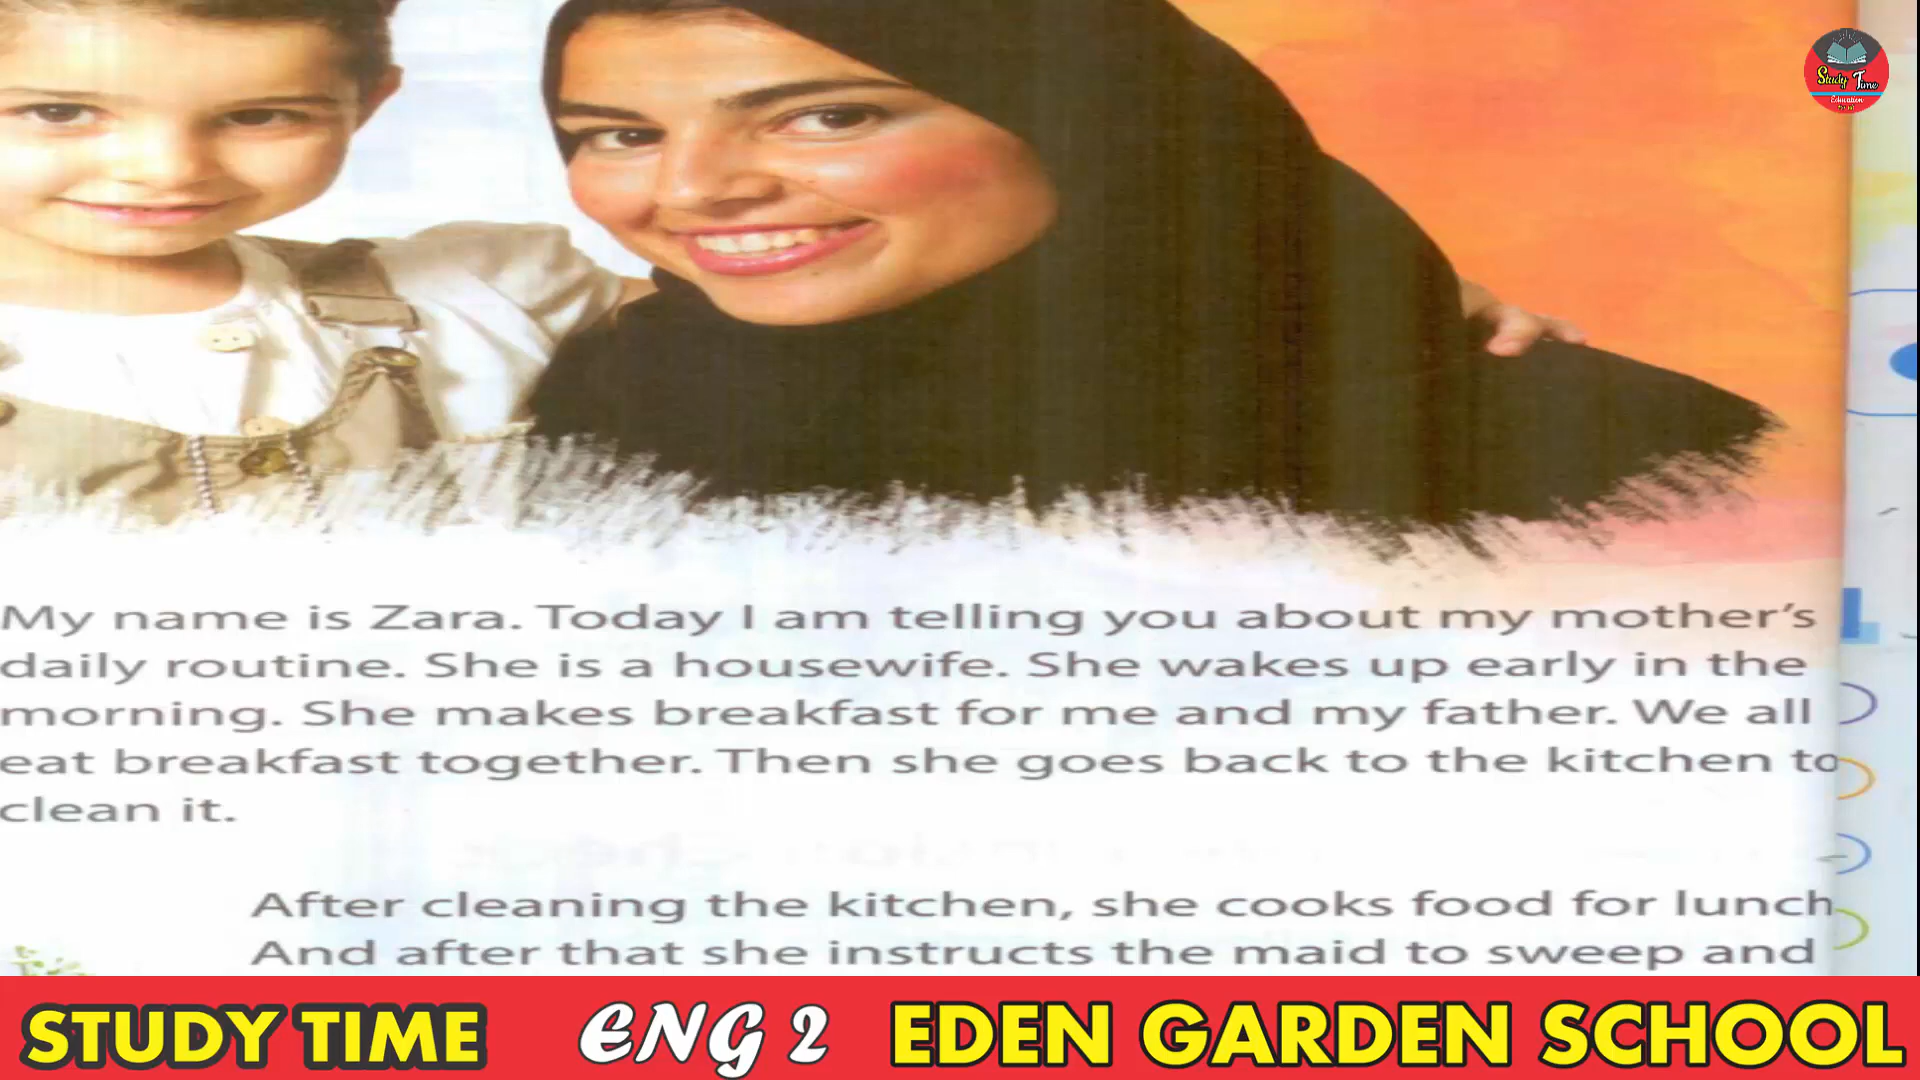 Study Time
Education
My name is Zara. Today I am telling you about my mother's
daily routine. She is a housewife. She wakes up early in the
morning. She makes breakfast for me and my father. We all
eat breakfast together. Then she goes back to the kitchen to
clean it.
After cleaning the kitchen, she cooks food for lunch
And after that she instructs the maid to sweep and
STUDY TIME ENG 2 EDEN GARDEN SCHOOL